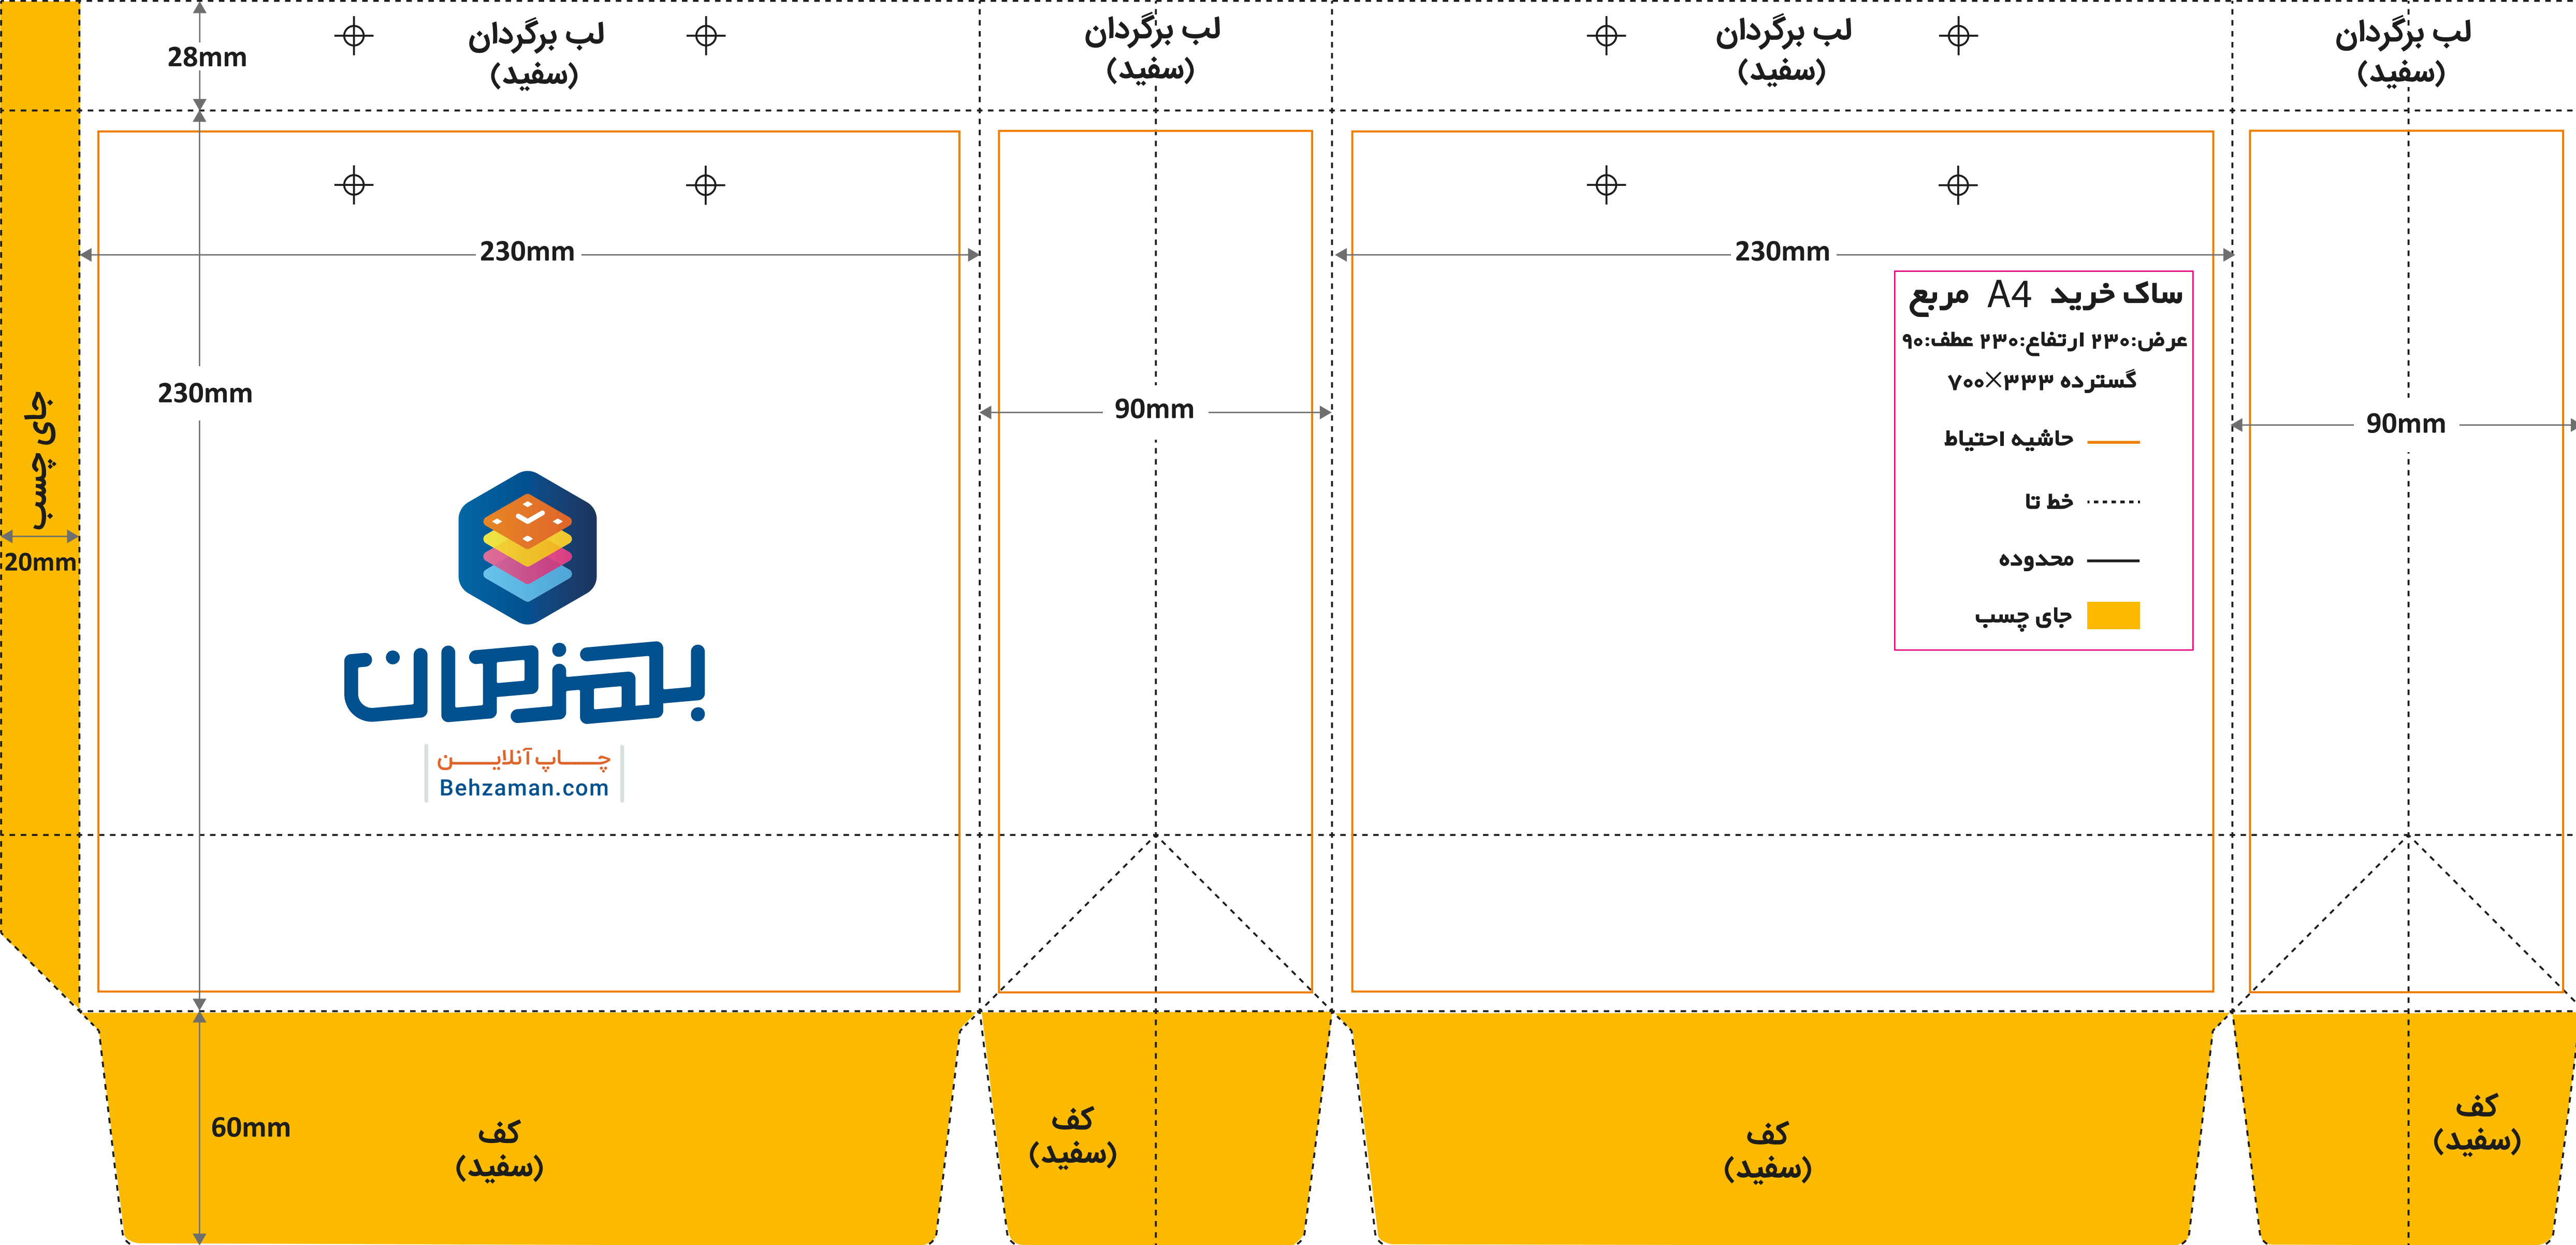 لب برگردان
(سفید)
لب برگردان
(سفید)
لب برگردان
(سفید)
لب برگردان
(سفید)
28mm
230mm
230mm
ساک خرید A4 مربع
عرض:۲۳۰ ارتفاع:۲۳۰ عطف:۹۰
گسترده ۳۳۳×۷۰۰
حاشیه احتیاط
خط تا
محدوده
جای چسب
230mm
90mm
90mm
جای چسب
20mm
بهزمان
چاپ آنلاین
Behzaman.com
60mm
کف
(سفید)
کف
(سفید)
کف
(سفید)
کف
(سفید)